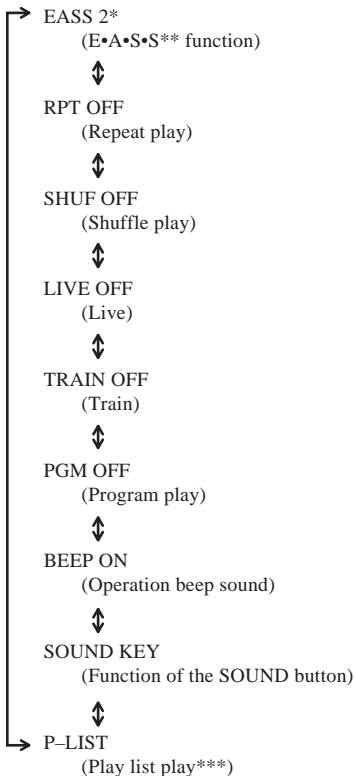 EASS 2*
(E•A•S•S** function)
RPT OFF
(Repeat play)
SHUF OFF
(Shuffle play)
LIVE OFF
(Live)
TRAIN OFF
(Train)
PGM OFF
(Program play)
BEEP ON
(Operation beep sound)
SOUND KEY
(Function of the SOUND button)
P–LIST
(Play list play***)